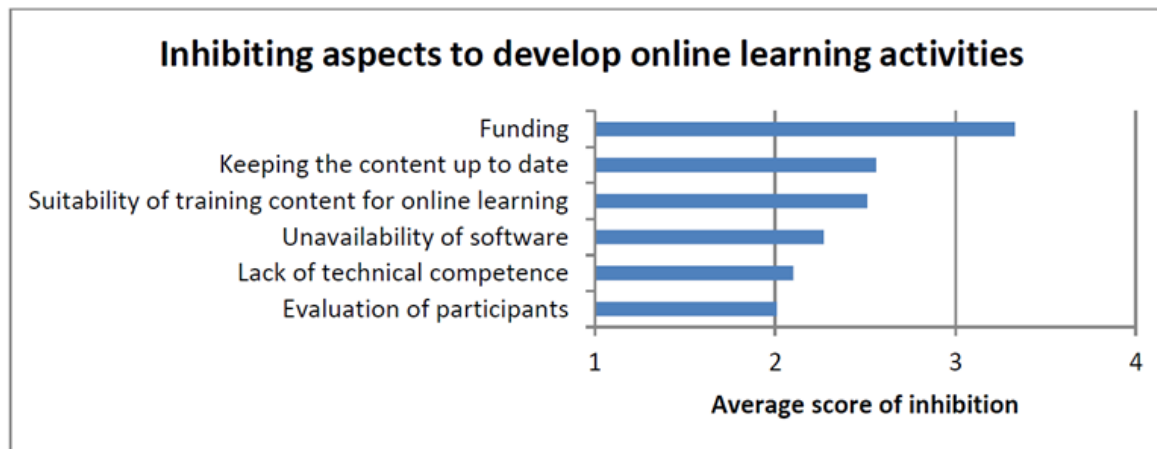 Inhibiting aspects to develop online learning activities
Funding
Keeping the content up to date
Suitability of training content for online learning
Unavailability of software
Lack of technical competence
Evaluation of participants
1 2 3 4
Average score of inhibition